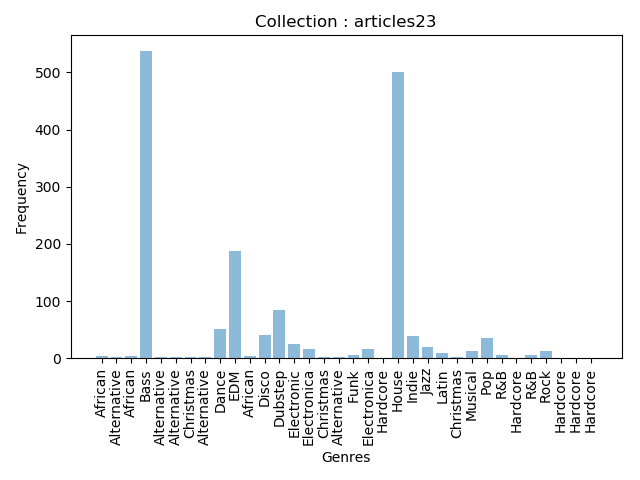 Collection : articles23
Frequency
500
400
300
200
100
0
African
Alternative
African
Bass
Alternative
Alternative
Christmas
Alternative
Dance
EDM
African
Disco
Dubstep
Electronic
Electronica
Christmas
Alternative
Funk
Electronica
Hardcore
House
Indie
Jazz
Latin
Christmas
Musical
Pop
R&B
Hardcore
R&B
Rock
Hardcore
Hardcore
Hardcore
Genres